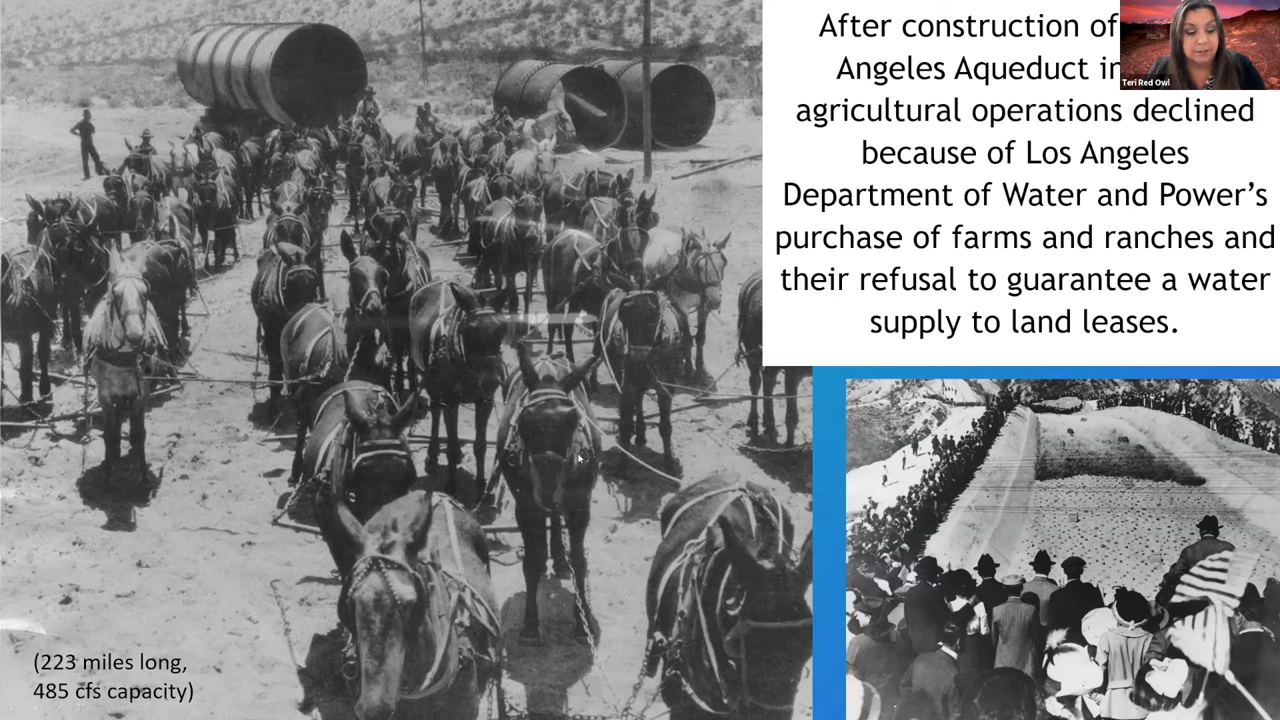 After construction of
Angeles Aqueduct in
agricultural operations declined
because of Los Angeles
Department of Water and Power’s
purchase of farms and ranches and
their refusal to guarantee a water
supply to land leases.
Teri Red Owl
(223 miles long,
485 cfs capacity)